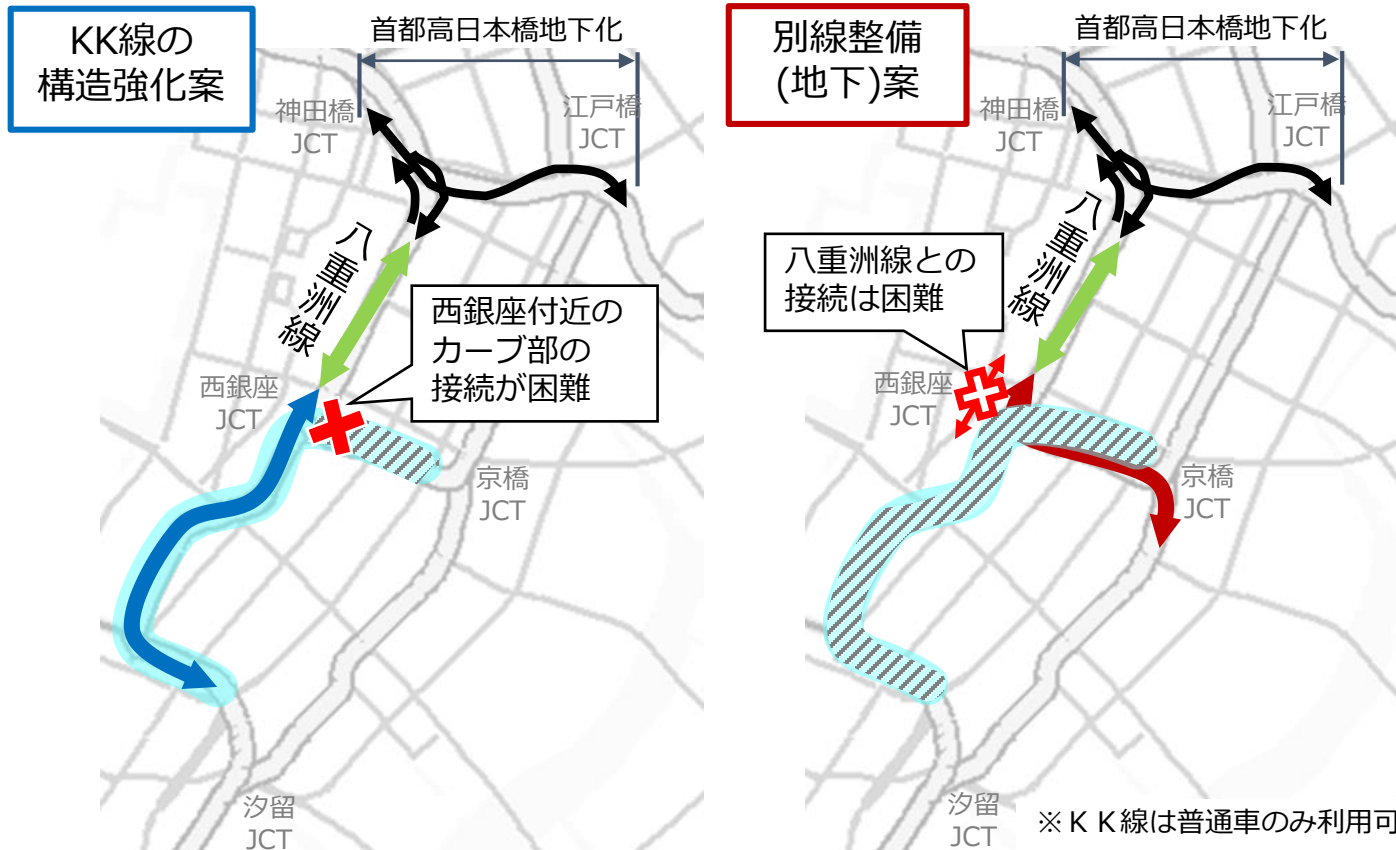 KK線の
構造強化案
首都高日本橋地下化
神田橋
JCT
江戸橋
JCT
八重洲線
西銀座付近の
カーブ部の
接続が困難
西銀座
JCT
京橋
JCT
汐留
JCT
別線整備
(地下)案
首都高日本橋地下化
神田橋
JCT
江戸橋
JCT
八重洲線
八重洲線との
接続は困難
西銀座
JCT
京橋
JCT
汐留
JCT
※ＫＫ線は普通車のみ利用可